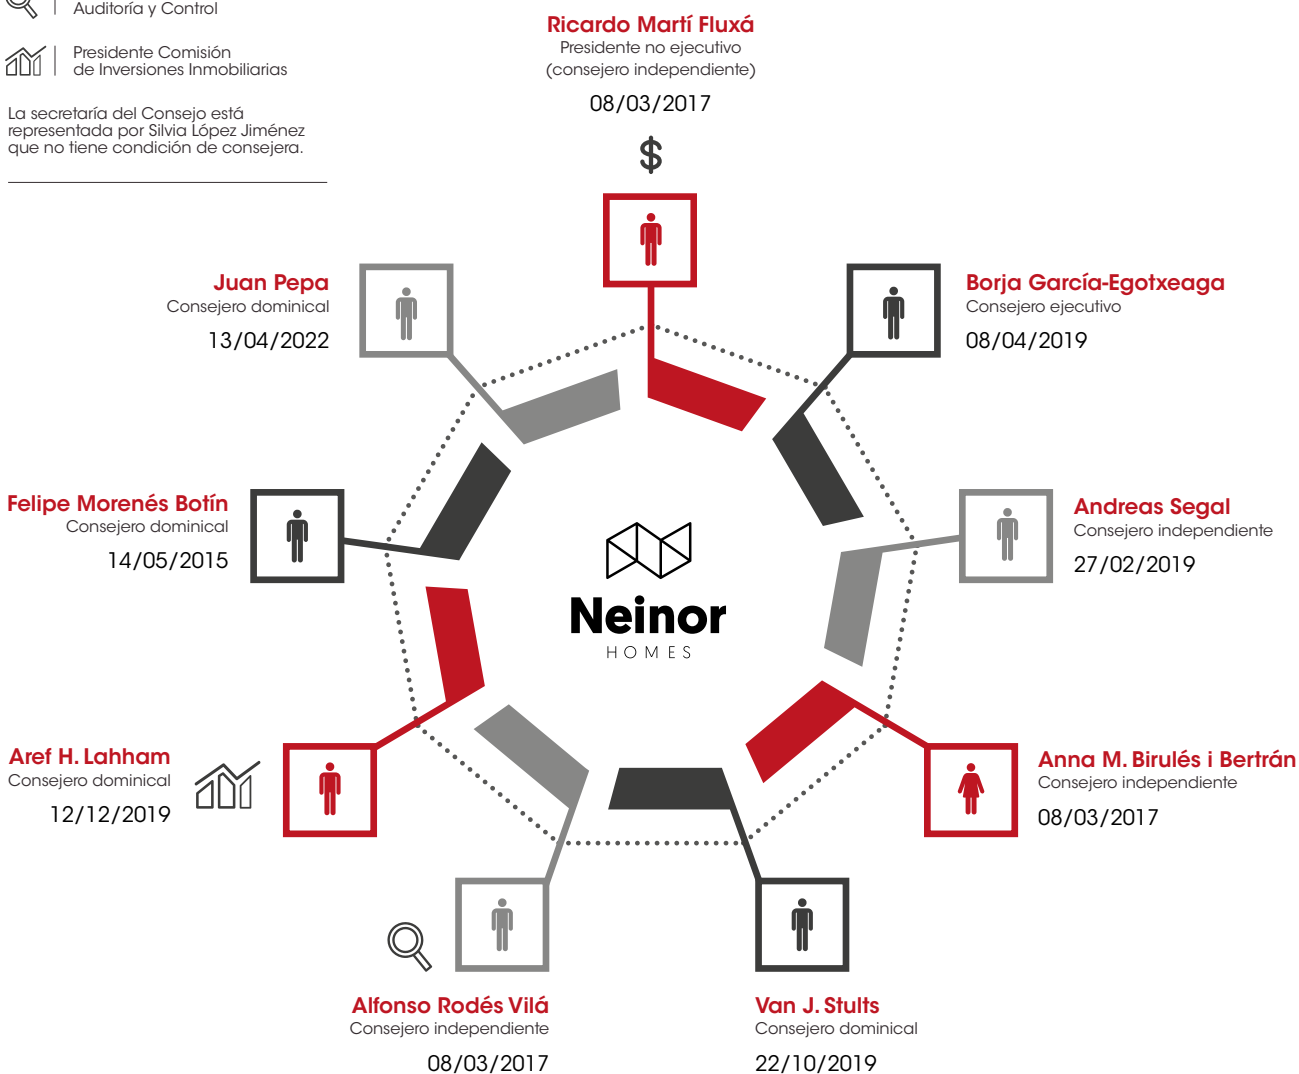 Auditoría y Control
Presidente Comisión
de Inversiones Inmobiliarias
La secretaría del Consejo está
representada por Silvia López Jiménez
que no tiene condición de consejera.
Ricardo Martí Fluxá
Presidente no ejecutivo
(consejero independiente)
08/03/2017
$
Juan Pepa
Consejero dominical
13/04/2022
Borja García-Egotxeaga
Consejero ejecutivo
08/04/2019
Felipe Morenés Botín
Consejero dominical
14/05/2015
Andreas Segal
Consejero independiente
27/02/2019
Neinor
HOMES
Aref H. Lahham
Consejero dominical
12/12/2019
Anna M. Birulés i Bertrán
Consejero independiente
08/03/2017
Alfonso Rodés Vilá
Consejero independiente
08/03/2017
Van J. Stults
Consejero dominical
22/10/2019